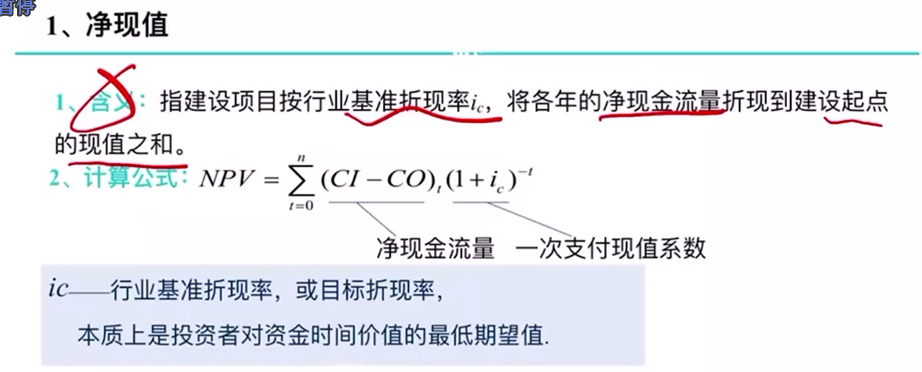 暂停
1、净现值
1、含义：指建设项目按行业基准折现率ic，将各年的净现金流量折现到建设起点
的现值之和。
2、计算公式：NPV = ∑_{t=0}^{n} (CI－CO)_t (1+i_c)^{-t}
净现金流量 一次支付现值系数
ic——行业基准折现率，或目标折现率，
本质上是投资者对资金时间价值的最低期望值.